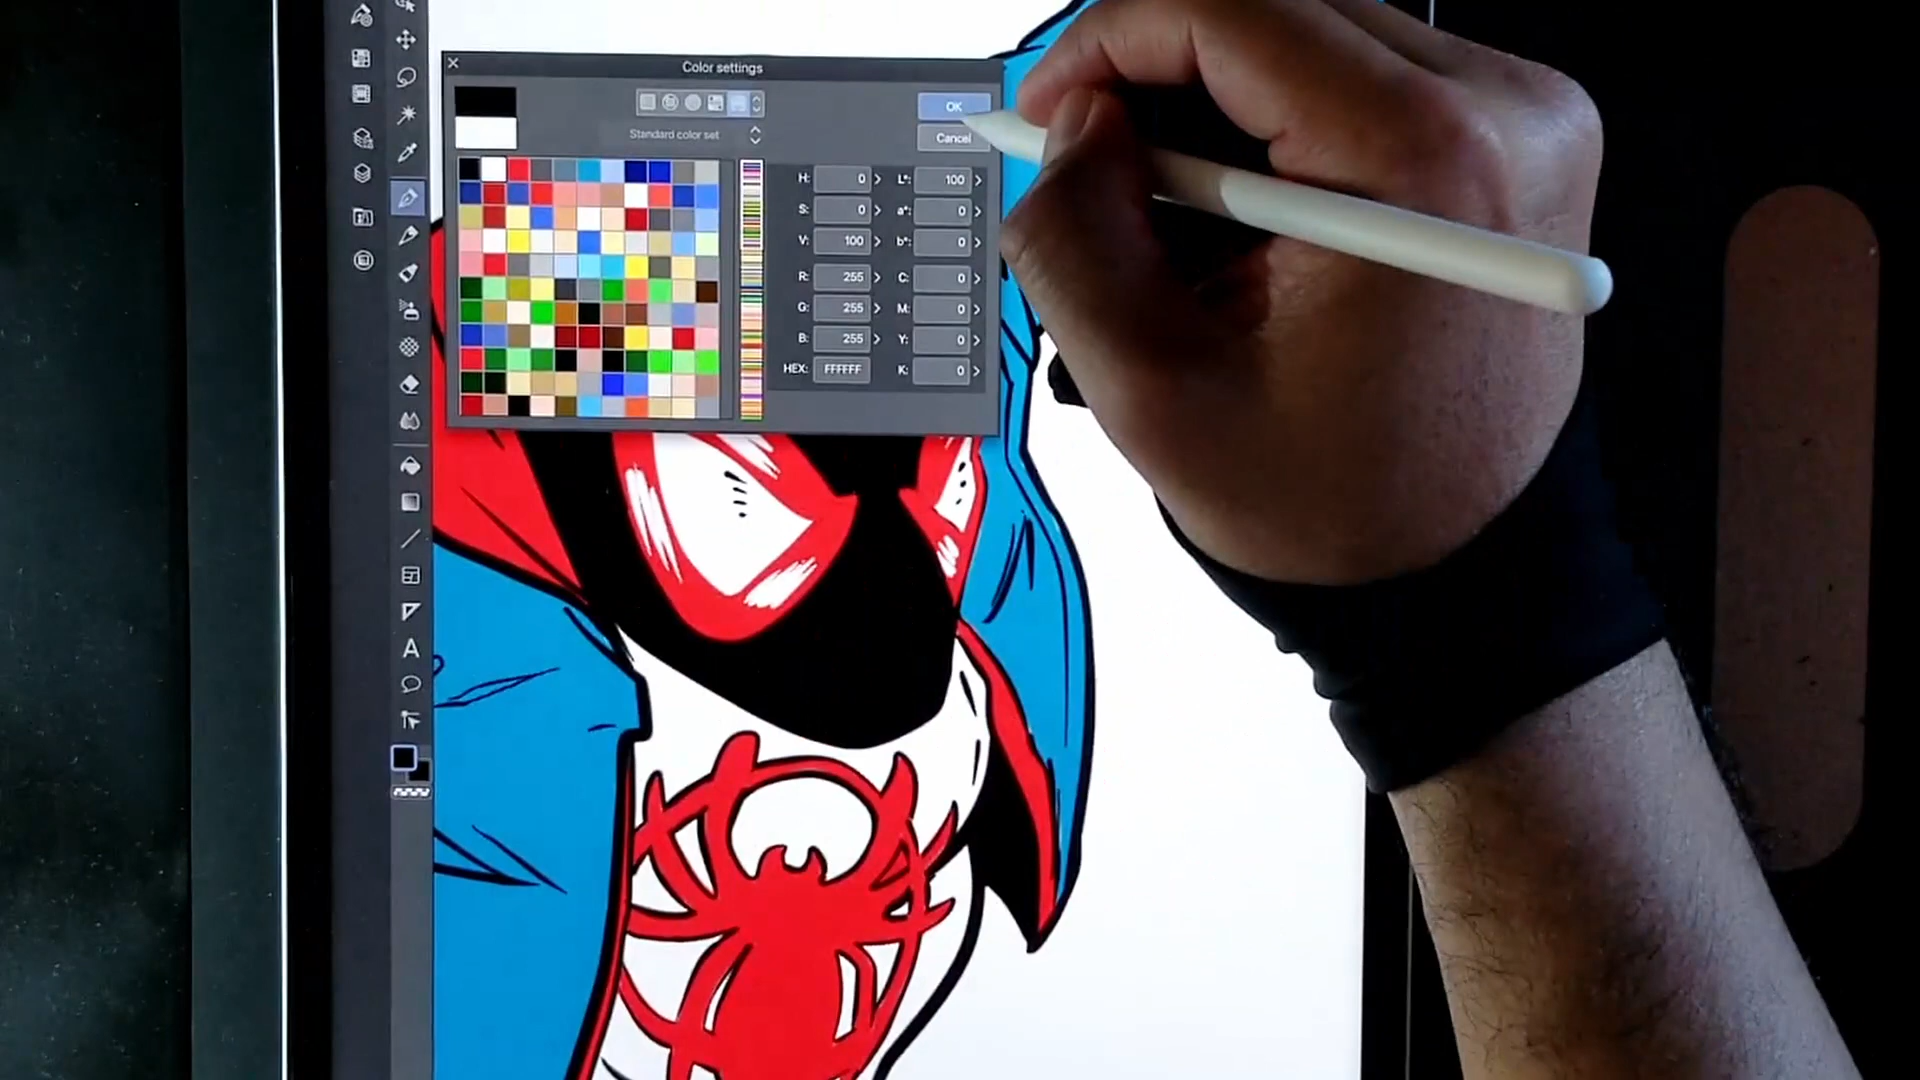 Color settings
OK
Standard color set
Cancel
H: 0 L*: 100
S: 0 a*: 0
V: 100 b*: 0
R: 255 C: 0
G: 255 M: 0
B: 255 Y: 0
HEX: FFFFFF K: 0
A